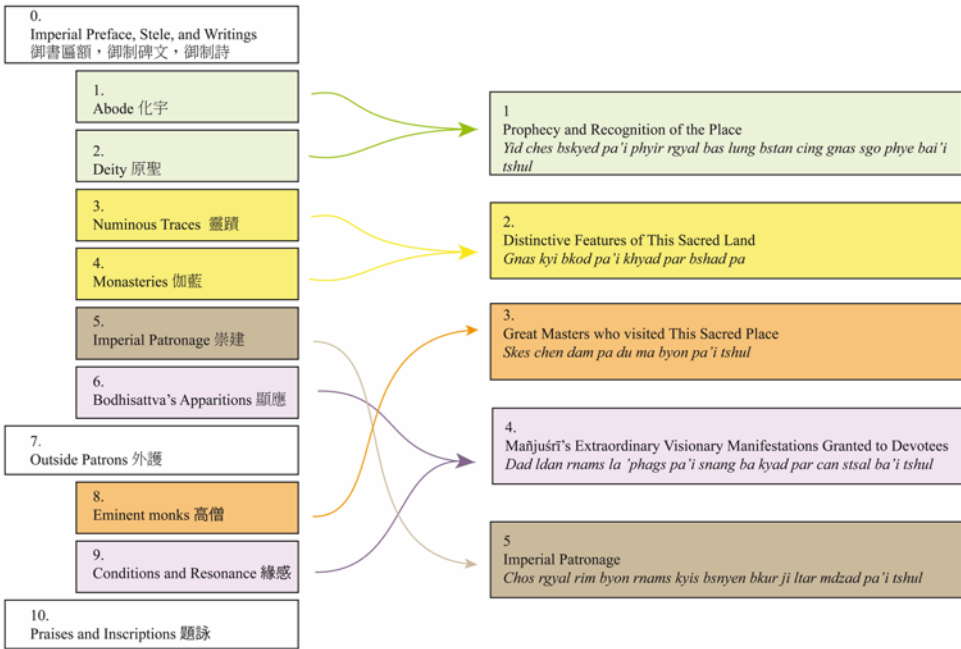 0.
Imperial Preface, Stele, and Writings
御書匾額，御制碑文，御制詩
1.
Abode 化宇
2.
Deity 原聖
3.
Numinous Traces 靈蹟
4.
Monasteries 伽藍
5.
Imperial Patronage 崇建
6.
Bodhisattva’s Apparitions 顯應
7.
Outside Patrons 外護
8.
Eminent monks 高僧
9.
Conditions and Resonance 緣感
10.
Praises and Inscriptions 題詠
1
Prophecy and Recognition of the Place
Yid ches bskyed pa’i phyir rgyal bas lung bstan cing gnas sgo phye bai’i
tshul
2.
Distinctive Features of This Sacred Land
Gnas kyi bkod pa’i khyad par bshad pa
3.
Great Masters who visited This Sacred Place
Skes chen dam pa du ma byon pa’i tshul
4.
Mañjuśrī’s Extraordinary Visionary Manifestations Granted to Devotees
Dad ldan rnams la ’phags pa’i snang ba kyad par can stsal ba’i tshul
5
Imperial Patronage
Chos rgyal rim byon rnams kyis bsnyen bkur ji ltar mdzad pa’i tshul